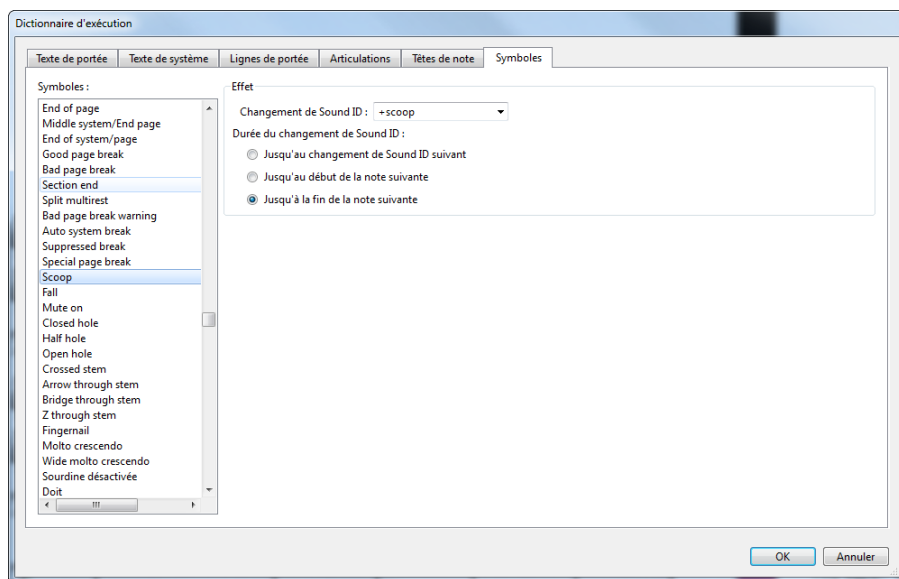 Dictionnaire d'exécution
Texte de portée Texte de système Lignes de portée Articulations Têtes de note Symboles
Symboles :
End of page
Middle system/End page
End of system/page
Good page break
Bad page break
Section end
Split multirest
Bad page break warning
Auto system break
Suppressed break
Special page break
Scoop
Fall
Mute on
Closed hole
Half hole
Open hole
Crossed stem
Arrow through stem
Bridge through stem
Z through stem
Fingernail
Molto crescendo
Wide molto crescendo
Sourdine désactivée
Doit
Effet
Changement de Sound ID : +scoop
Durée du changement de Sound ID :
Jusqu'au changement de Sound ID suivant
Jusqu'au début de la note suivante
Jusqu'à la fin de la note suivante
OK Annuler